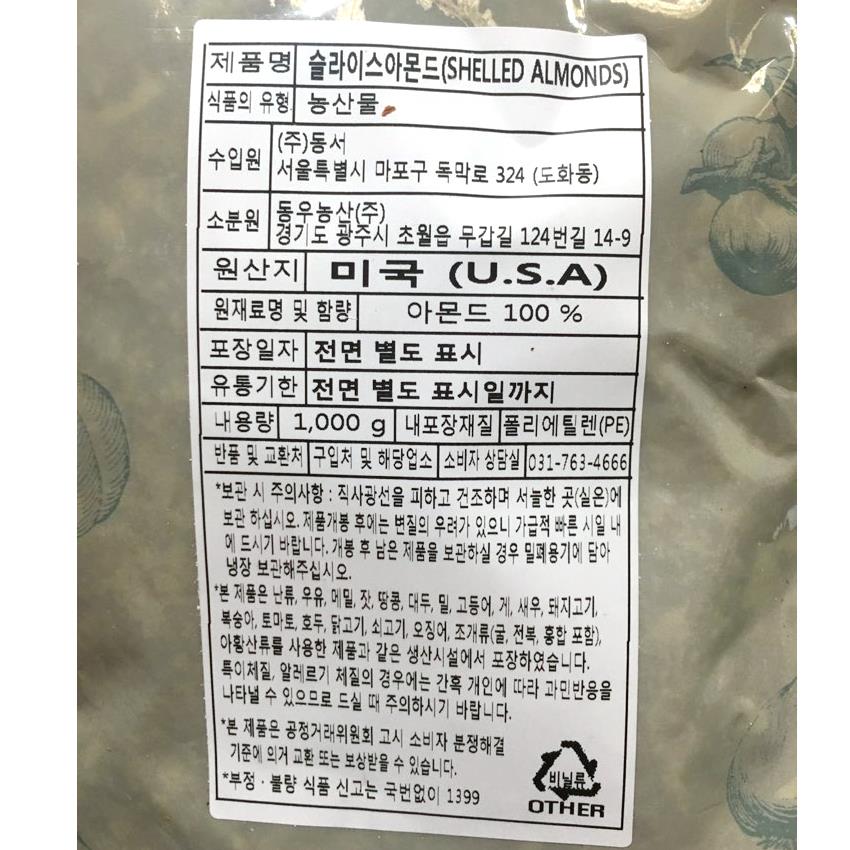 제품명 슬라이스아몬드(SHELLED ALMONDS)
식품의 유형 농산물
수입원 (주)동서
서울특별시 마포구 독막로 324 (도화동)
소분원 동우농산(주)
경기도 광주시 초월읍 무갑길 124번길 14-9
원산지 미국 (U.S.A)
원재료명 및 함량 아몬드 100 %
포장일자 전면 별도 표시
유통기한 전면 별도 표시일까지
내용량 1,000 g 내포장재질 폴리에틸렌(PE)
반품 및 교환처 구입처 및 해당업소 소비자 상담실 031-763-4666
*보관 시 주의사항 : 직사광선을 피하고 건조하며 서늘한 곳(실온)에
보관 하십시오. 제품개봉 후에는 변질의 우려가 있으니 가급적 빠른 시일 내
에 드시기 바랍니다. 개봉 후 남은 제품을 보관하실 경우 밀폐용기에 담아
냉장 보관해주십시오.
*본 제품은 난류, 우유, 메밀, 잣, 땅콩, 대두, 밀, 고등어, 게, 새우, 돼지고기,
복숭아, 토마토, 호두, 닭고기, 쇠고기, 오징어, 조개류(굴, 전복, 홍합 포함),
아황산류를 사용한 제품과 같은 생산시설에서 포장하였습니다.
특이체질, 알레르기 체질의 경우에는 간혹 개인에 따라 과민반응을
나타낼 수 있으므로 드실 때 주의하시기 바랍니다.
*본 제품은 공정거래위원회 고시 소비자 분쟁해결
기준에 의거 교환 또는 보상받을 수 있습니다.
*부정 · 불량 식품 신고는 국번없이 1399
비닐류
OTHER